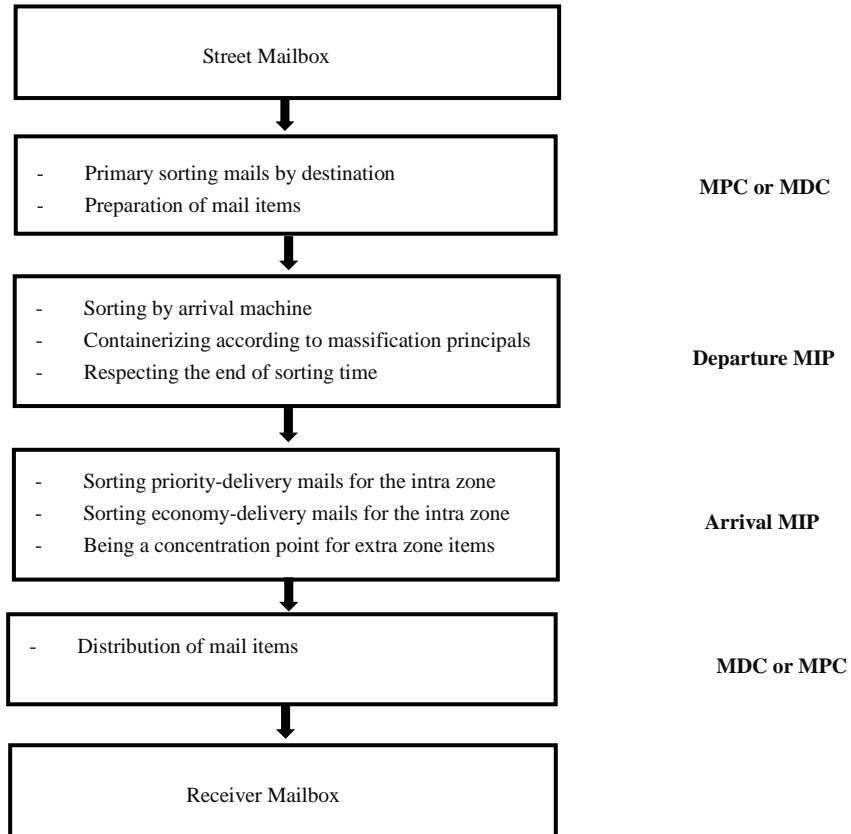 Street Mailbox
- Primary sorting mails by destination
- Preparation of mail items
MPC or MDC
- Sorting by arrival machine
- Containerizing according to massification principals
- Respecting the end of sorting time
Departure MIP
- Sorting priority-delivery mails for the intra zone
- Sorting economy-delivery mails for the intra zone
- Being a concentration point for extra zone items
Arrival MIP
- Distribution of mail items
MDC or MPC
Receiver Mailbox